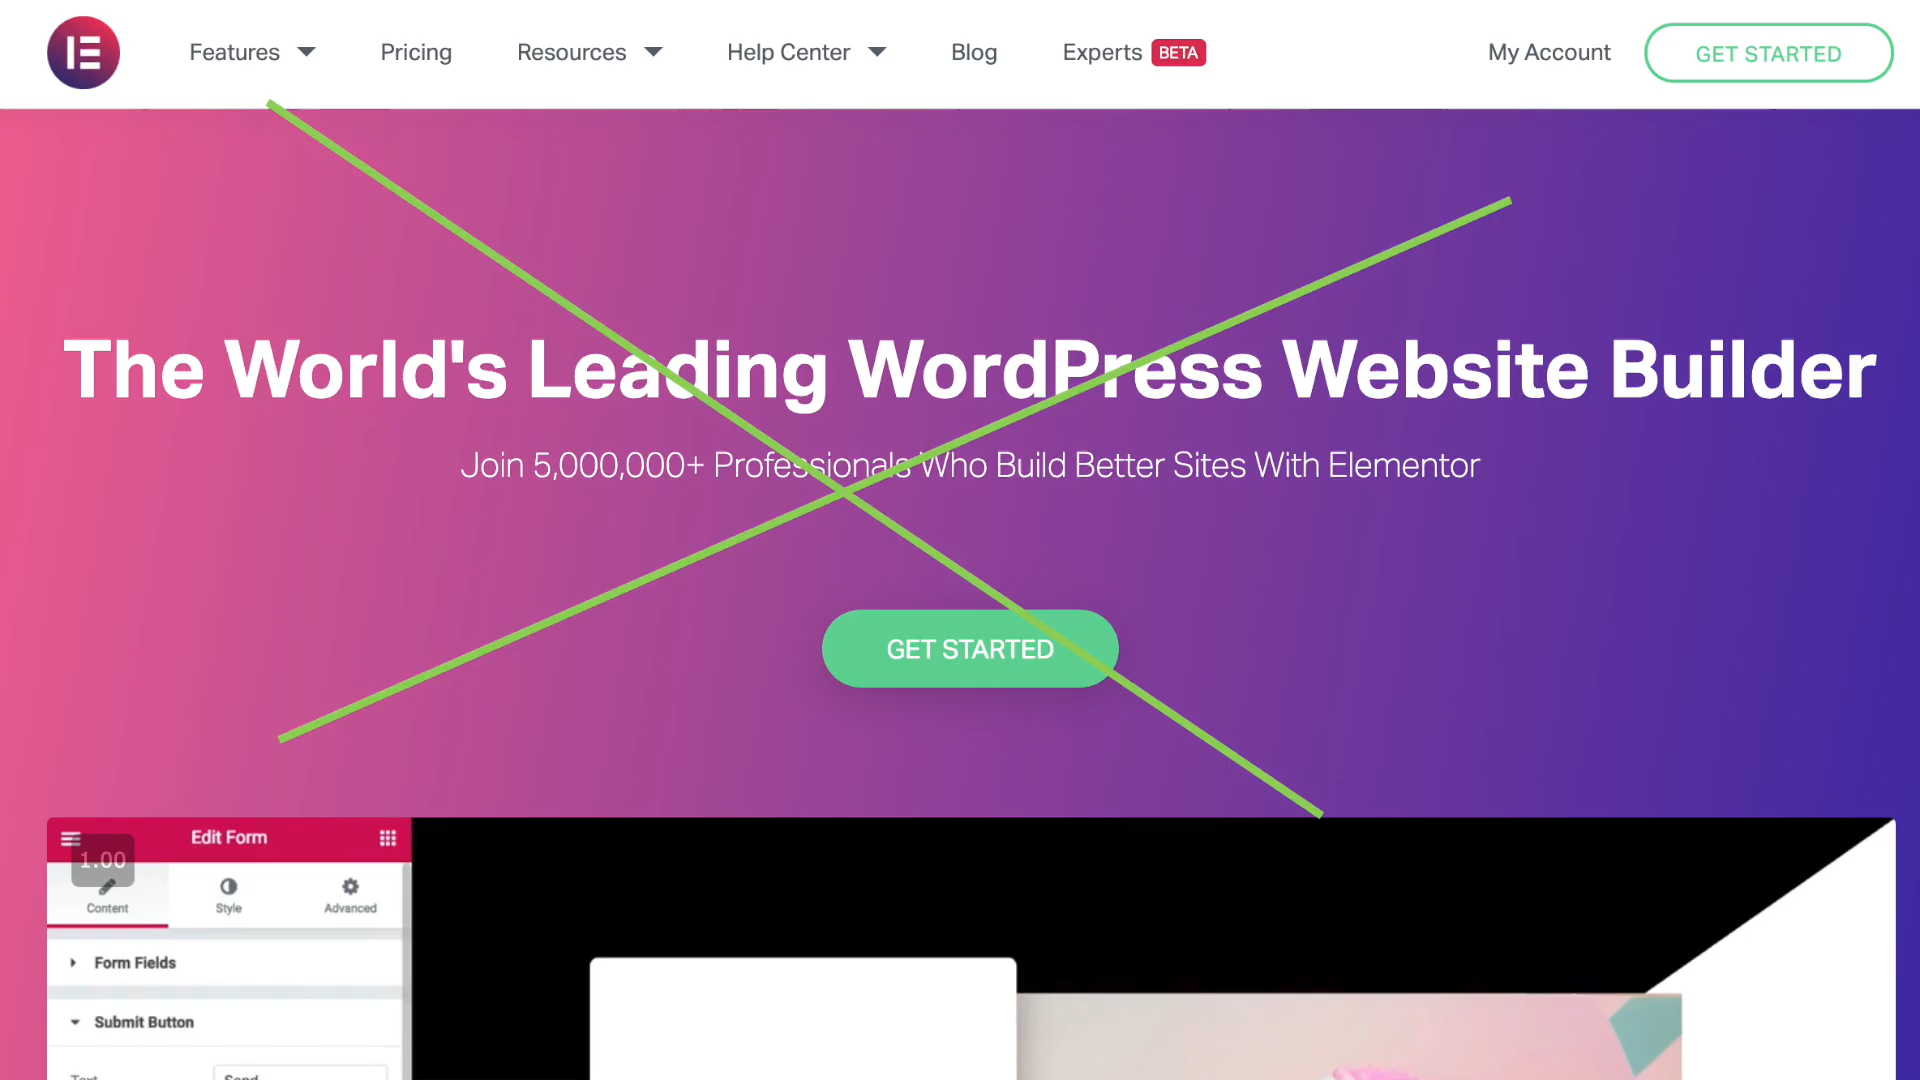 Features Pricing Resources Help Center Blog Experts BETA My Account GET STARTED
The World's Leading WordPress Website Builder
Join 5,000,000+ Professionals Who Build Better Sites With Elementor
GET STARTED
Edit Form
1.00
Content Style Advanced
Form Fields
Submit Button
Text Send